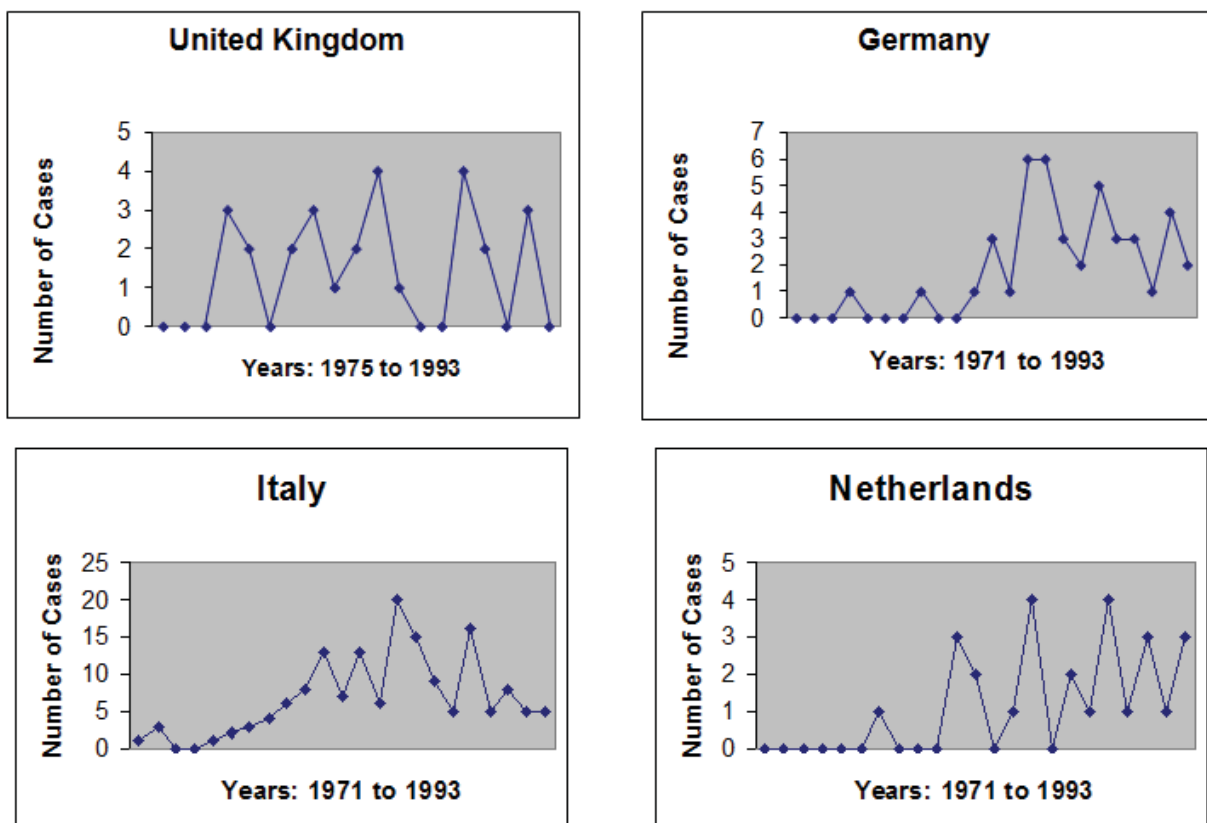 United Kingdom
Number of Cases
5
4
3
2
1
0
Years: 1975 to 1993
Germany
Number of Cases
7
6
5
4
3
2
1
0
Years: 1971 to 1993
Italy
Number of Cases
25
20
15
10
5
0
Years: 1971 to 1993
Netherlands
Number of Cases
5
4
3
2
1
0
Years: 1971 to 1993